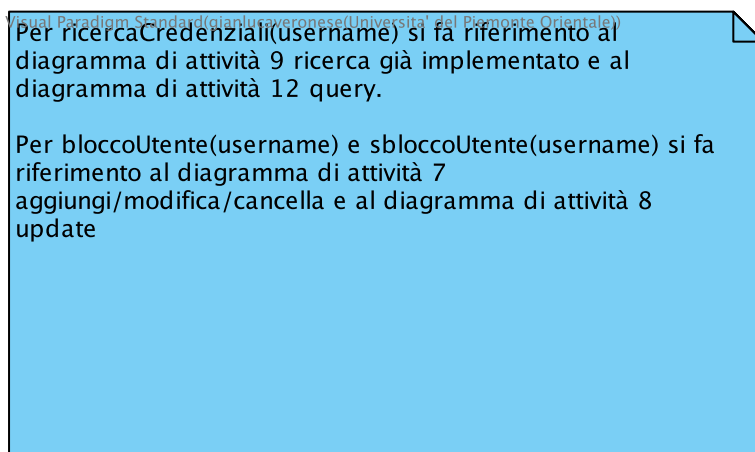 Visual Paradigm Standard(gianlucaveronese(Universita' del Piemonte Orientale))
Per ricercaCredenziali(username) si fa riferimento al
diagramma di attività 9 ricerca già implementato e al
diagramma di attività 12 query.
Per bloccoUtente(username) e sbloccoUtente(username) si fa
riferimento al diagramma di attività 7
aggiungi/modifica/cancella e al diagramma di attività 8
update